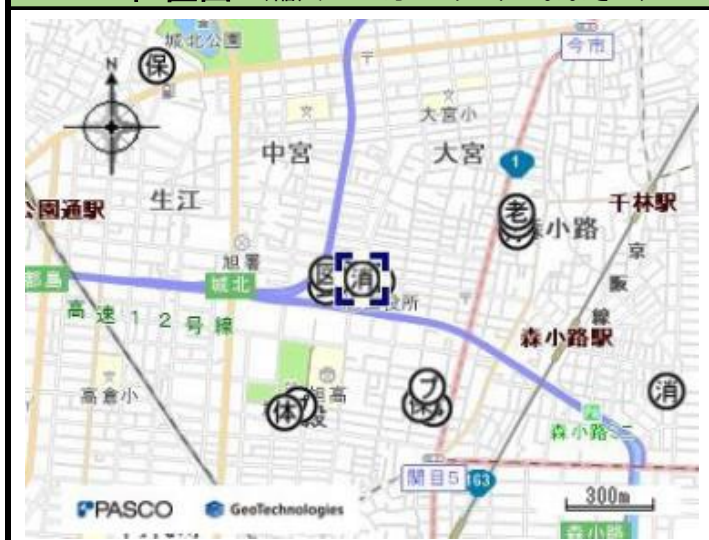 城北公園
今市
保
N
大宮小
中宮
大宮
1
生江
老
千林駅
公園通駅
森小路
京
旭署
阪
区
消
都島
城北
役所
線
高速12号線
森小路駅
高倉小
旭高
プ
消
体
保
森小路
関目5
163
300m
PASCO
GeoTechnologies
森小路